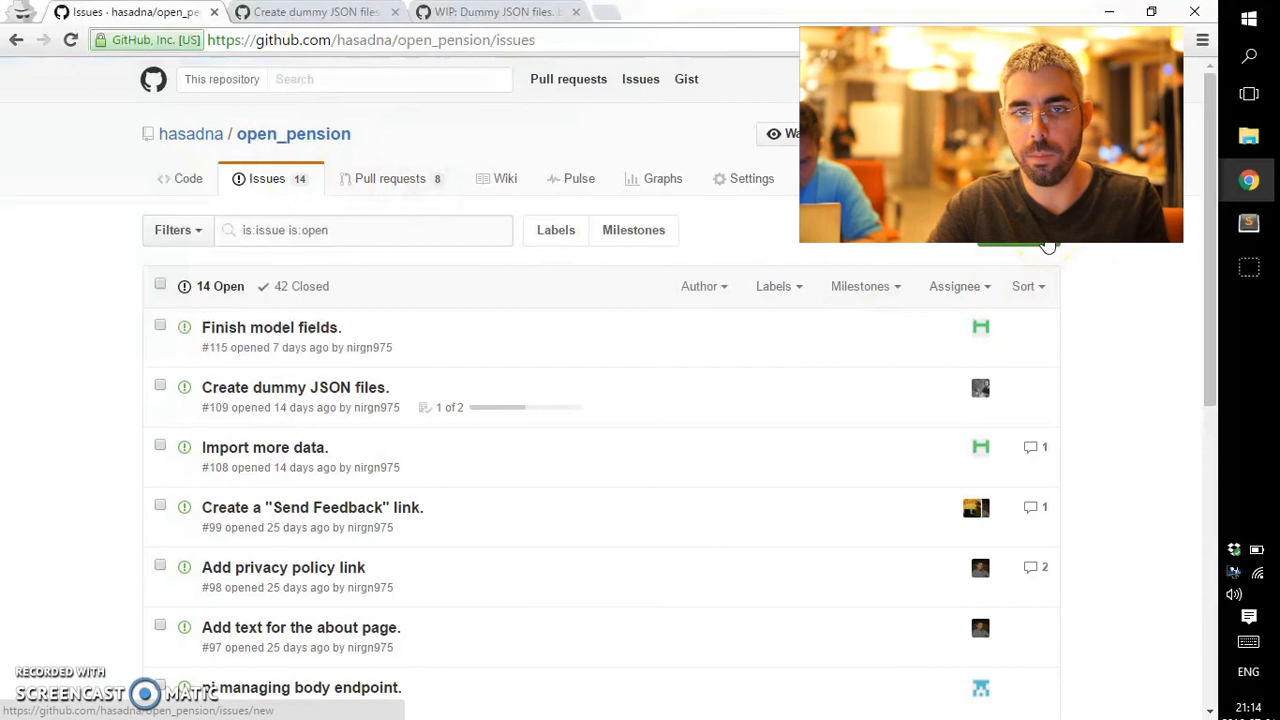 Issues · hasadna/open_pe
Create dummy JSON files
WIP: Dummy JSON files.
GitHub, Inc. [US]
https://github.com/hasadna/open_pension/issues
This repository
Search
Pull requests
Issues
Gist
hasadna / open_pension
Code
Issues 14
Pull requests 8
Wiki
Pulse
Graphs
Settings
Filters
is:issue is:open
Labels
Milestones
14 Open
42 Closed
Author
Labels
Milestones
Assignee
Sort
Finish model fields.
#115 opened 7 days ago by nirgn975
Create dummy JSON files.
#109 opened 14 days ago by nirgn975
1 of 2
Import more data.
#108 opened 14 days ago by nirgn975
1
Create a "Send Feedback" link.
#99 opened 25 days ago by nirgn975
1
Add privacy policy link
#98 opened 25 days ago by nirgn975
2
Add text for the about page.
#97 opened 25 days ago by nirgn975
managing body endpoint.
RECORDED WITH
SCREENCAST MATIC
https://github.com/hasadna/open_pension/issues/new
ENG
21:14